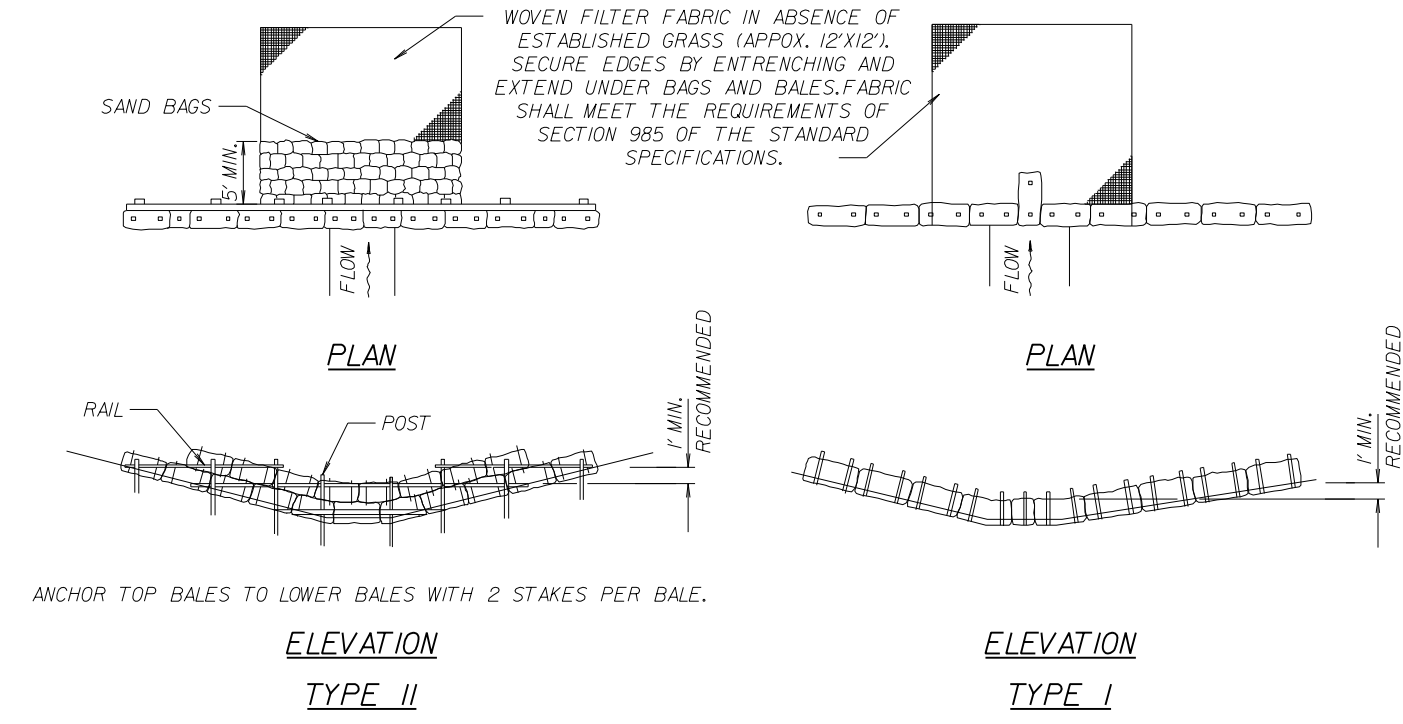 WOVEN FILTER FABRIC IN ABSENCE OF
ESTABLISHED GRASS (APPOX. 12'X12').
SECURE EDGES BY ENTRENCHING AND
EXTEND UNDER BAGS AND BALES.FABRIC
SHALL MEET THE REQUIREMENTS OF
SECTION 985 OF THE STANDARD
SPECIFICATIONS.
SAND BAGS
5' MIN.
FLOW
FLOW
PLAN
PLAN
RAIL
POST
1' MIN.
RECOMMENDED
1' MIN.
RECOMMENDED
ANCHOR TOP BALES TO LOWER BALES WITH 2 STAKES PER BALE.
ELEVATION
TYPE II
ELEVATION
TYPE I